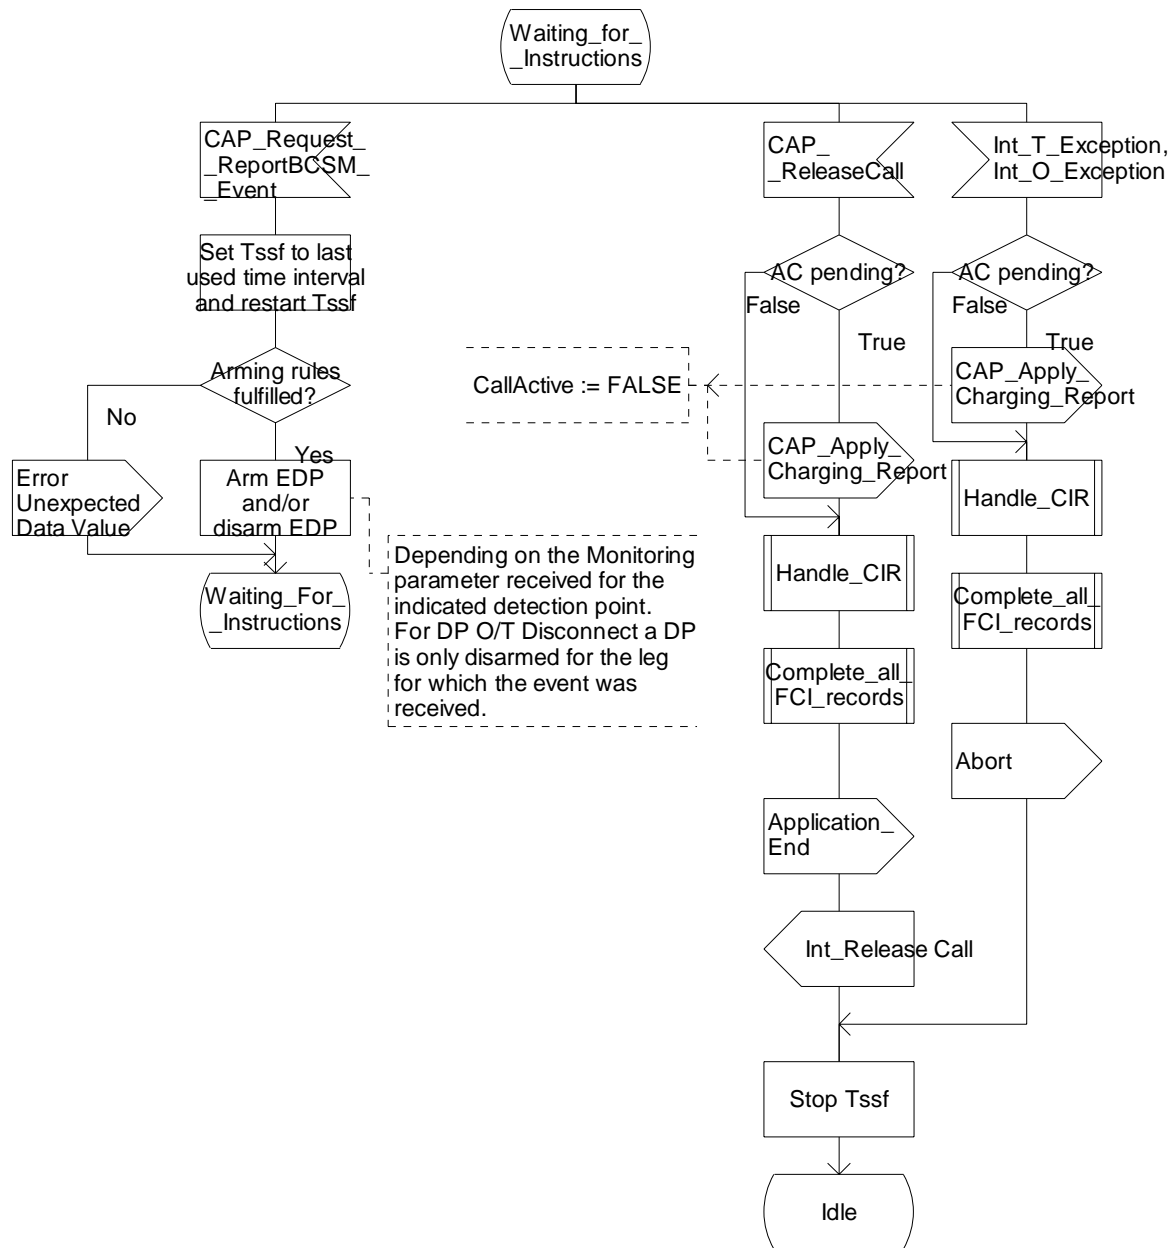 Waiting_for_
_Instructions
CAP_Request_
_ReportBCSM_
_Event
CAP_
_ReleaseCall
Int_T_Exception,
Int_O_Exception
Set Tssf to last
used time interval
and restart Tssf
AC pending?
AC pending?
False
False
True
True
Arming rules
fulfilled?
CallActive := FALSE
CAP_Apply_
Charging_Report
No
Yes
CAP_Apply_
Charging_Report
Error
Unexpected
Data Value
Arm EDP
and/or
disarm EDP
Handle_CIR
Depending on the Monitoring
parameter received for the
indicated detection point.
For DP O/T Disconnect a DP
is only disarmed for the leg
for which the event was
received.
Handle_CIR
Waiting_For_
_Instructions
Complete_all_
FCI_records
Complete_all_
FCI_records
Abort
Application_
End
Int_Release Call
Stop Tssf
Idle